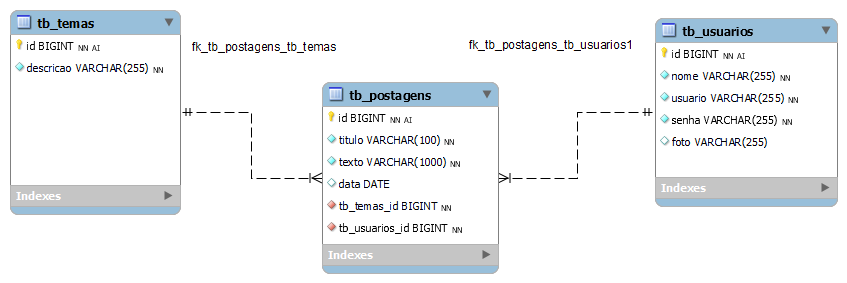 tb_temas
id BIGINT NN AI
descricao VARCHAR(255) NN
Indexes
fk_tb_postagens_tb_temas
tb_postagens
id BIGINT NN AI
titulo VARCHAR(100) NN
texto VARCHAR(1000) NN
data DATE
tb_temas_id BIGINT NN
tb_usuarios_id BIGINT NN
Indexes
fk_tb_postagens_tb_usuarios1
tb_usuarios
id BIGINT NN AI
nome VARCHAR(255) NN
usuario VARCHAR(255) NN
senha VARCHAR(255) NN
foto VARCHAR(255)
Indexes